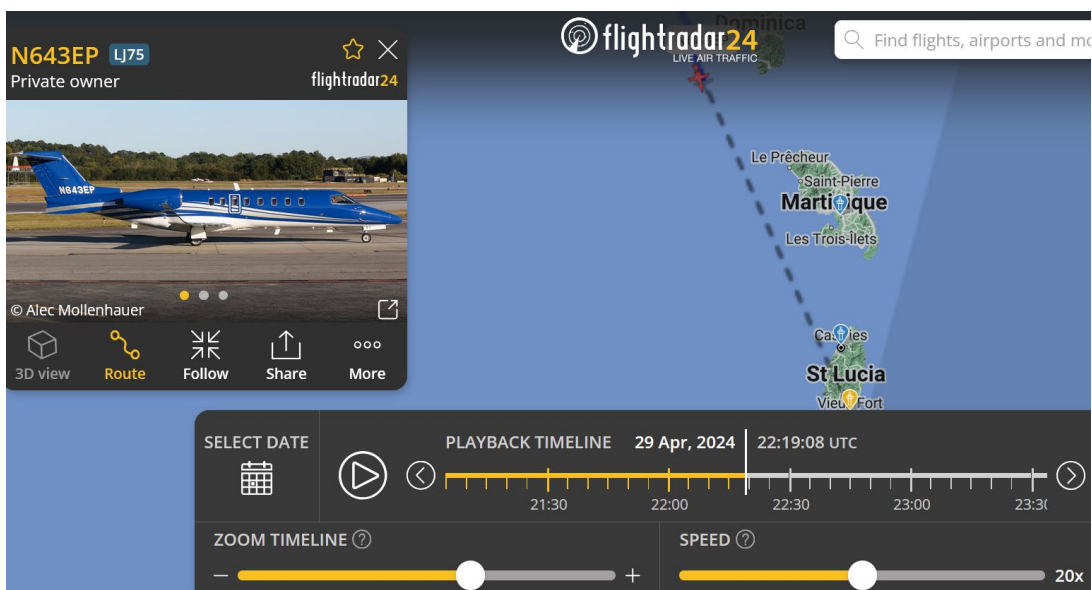 N643EP LJ75
Private owner
flightradar24
N643EP
© Alec Mollenhauer
3D view
Route
Follow
Share
More
flightradar24
LIVE AIR TRAFFIC
Find flights, airports and mo
Dominica
Le Prêcheur
Saint-Pierre
Martinique
Les Trois-Îlets
Castries
St Lucia
Vieux Fort
SELECT DATE
PLAYBACK TIMELINE 29 Apr, 2024 22:19:08 UTC
21:30 22:00 22:30 23:00 23:30
ZOOM TIMELINE ?
− +
SPEED ?
20x